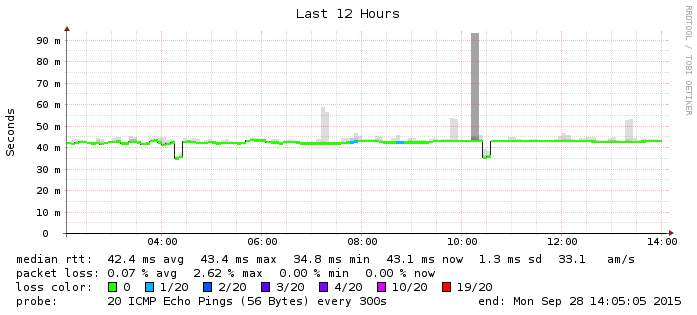 Last 12 Hours
RRDTOOL / TOBI OETIKER
Seconds
90 m
80 m
70 m
60 m
50 m
40 m
30 m
20 m
10 m
0
04:00 06:00 08:00 10:00 12:00 14:00
median rtt: 42.4 ms avg 43.4 ms max 34.8 ms min 43.1 ms now 1.3 ms sd 33.1 am/s
packet loss: 0.07 % avg 2.62 % max 0.00 % min 0.00 % now
loss color: 0 1/20 2/20 3/20 4/20 10/20 19/20
probe: 20 ICMP Echo Pings (56 Bytes) every 300s end: Mon Sep 28 14:05:05 2015